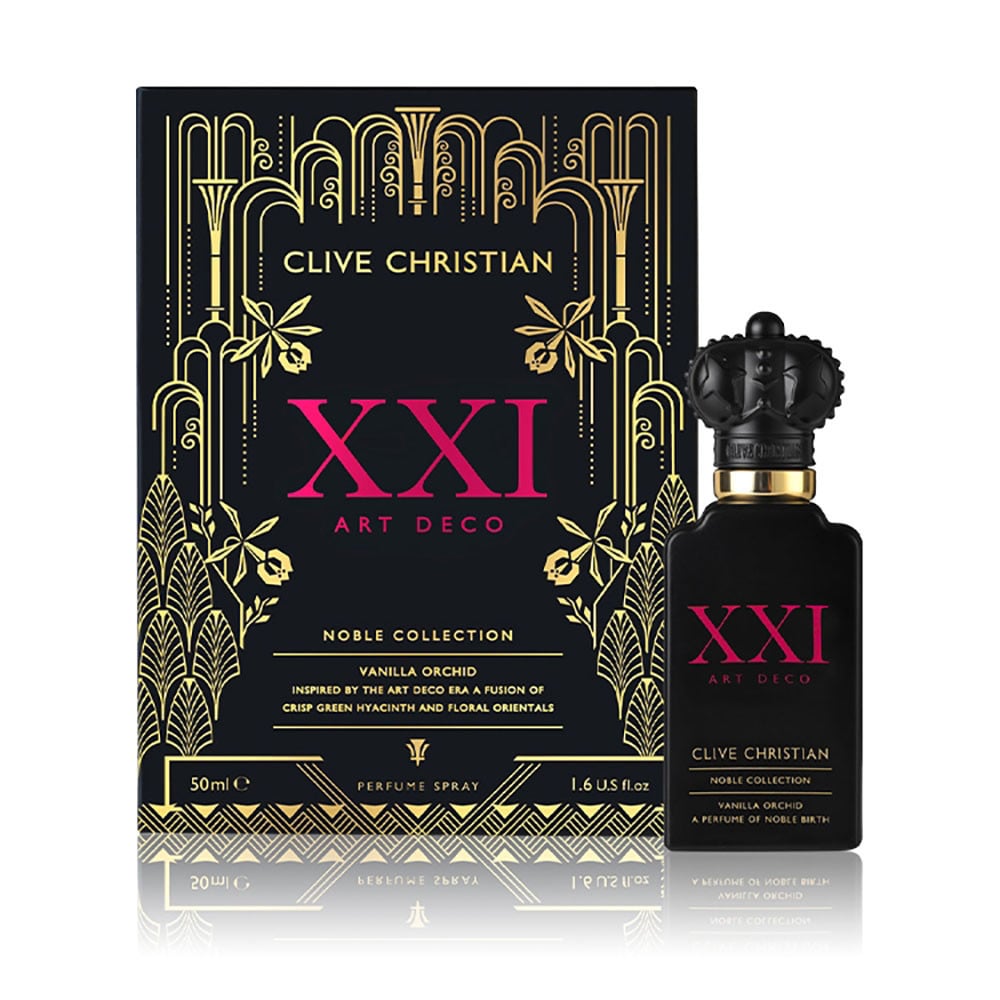 CLIVE CHRISTIAN
XXI
ART DECO
NOBLE COLLECTION
VANILLA ORCHID
INSPIRED BY THE ART DECO ERA A FUSION OF
CRISP GREEN HYACINTH AND FLORAL ORIENTALS
50ml ℮
PERFUME SPRAY
1.6 U.S fl.oz
CLIVE CHRISTIAN
XXI
ART DECO
CLIVE CHRISTIAN
NOBLE COLLECTION
VANILLA ORCHID
A PERFUME OF NOBLE BIRTH